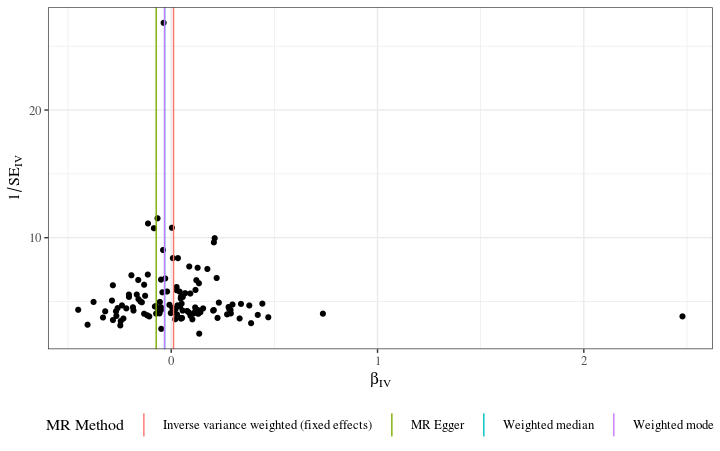 20
10
1/SE_IV
0 1 2
β_IV
MR Method Inverse variance weighted (fixed effects) MR Egger Weighted median Weighted mode